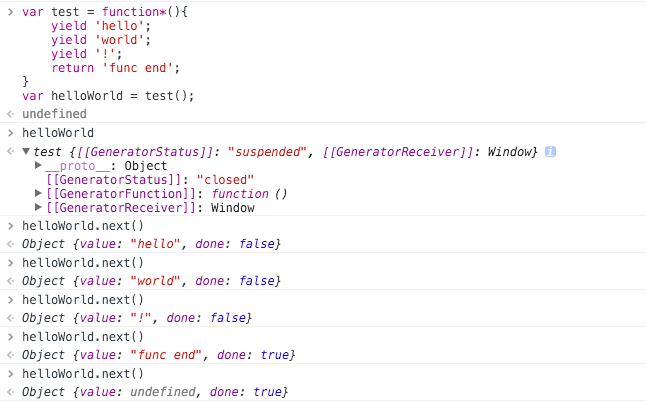 var test = function*(){
yield 'hello';
yield 'world';
yield '!';
return 'func end';
}
var helloWorld = test();
undefined
helloWorld
test {[[GeneratorStatus]]: "suspended", [[GeneratorReceiver]]: Window} i
__proto__: Object
[[GeneratorStatus]]: "closed"
[[GeneratorFunction]]: function ()
[[GeneratorReceiver]]: Window
helloWorld.next()
Object {value: "hello", done: false}
helloWorld.next()
Object {value: "world", done: false}
helloWorld.next()
Object {value: "!", done: false}
helloWorld.next()
Object {value: "func end", done: true}
helloWorld.next()
Object {value: undefined, done: true}